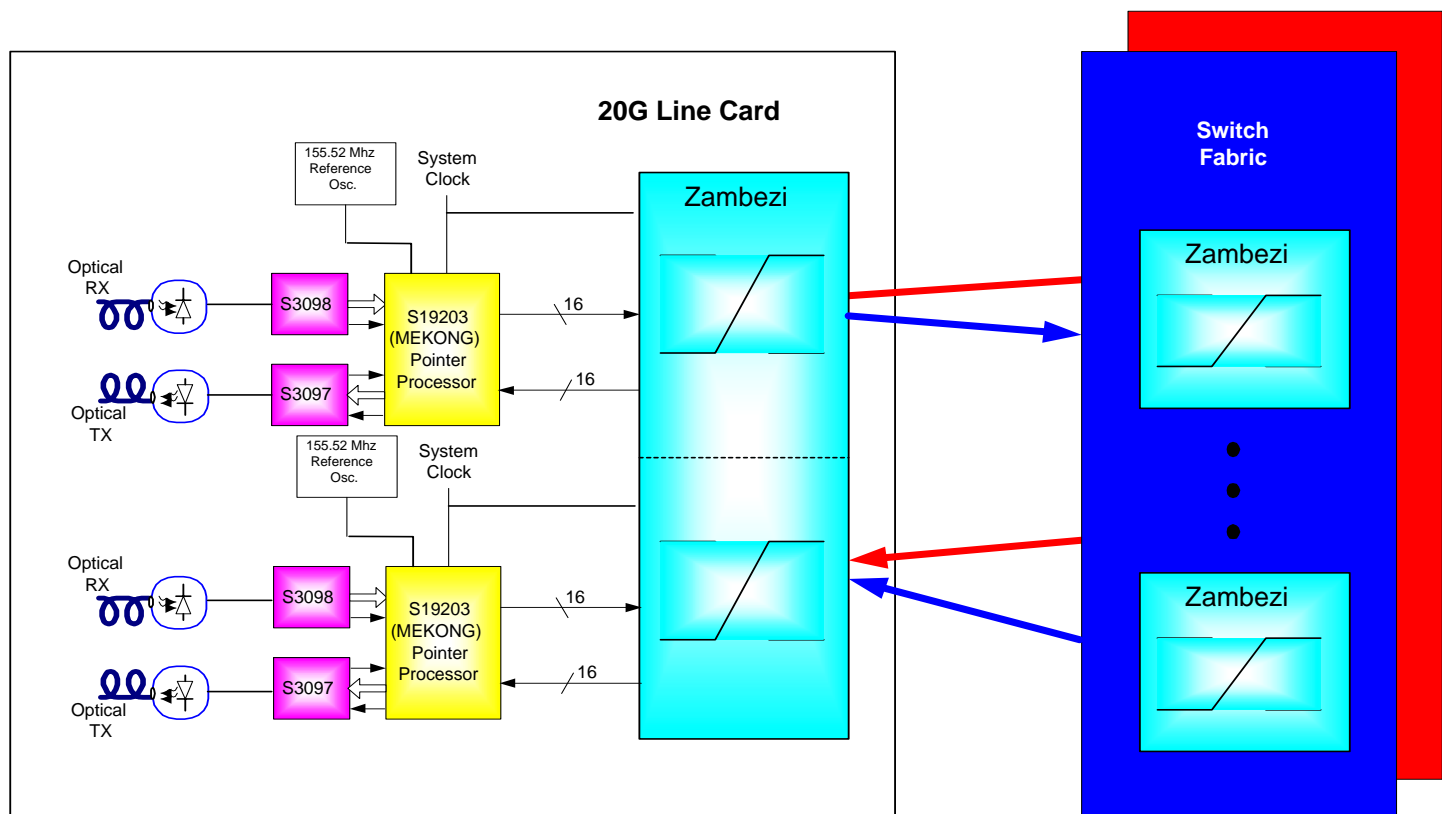 20G Line Card
Switch
Fabric
155.52 Mhz
Reference
Osc.
System
Clock
Zambezi
Zambezi
Optical
RX
S3098
S19203
(MEKONG)
Pointer
Processor
16
16
S3097
Optical
TX
155.52 Mhz
Reference
Osc.
System
Clock
Optical
RX
S3098
S19203
(MEKONG)
Pointer
Processor
16
16
S3097
Optical
TX
Zambezi